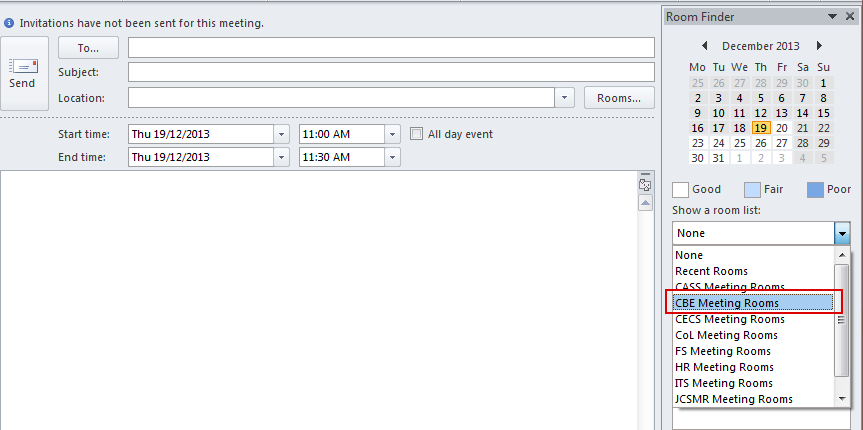 Invitations have not been sent for this meeting.
Send
To...
Subject:
Location:
Rooms...
Start time:
Thu 19/12/2013
11:00 AM
All day event
End time:
Thu 19/12/2013
11:30 AM
Room Finder
December 2013
Mo Tu We Th Fr Sa Su
25 26 27 28 29 30 1
2 3 4 5 6 7 8
9 10 11 12 13 14 15
16 17 18 19 20 21 22
23 24 25 26 27 28 29
30 31 1 2 3 4 5
Good Fair Poor
Show a room list:
None
None
Recent Rooms
CASS Meeting Rooms
CBE Meeting Rooms
CECS Meeting Rooms
CoL Meeting Rooms
FS Meeting Rooms
HR Meeting Rooms
ITS Meeting Rooms
JCSMR Meeting Rooms